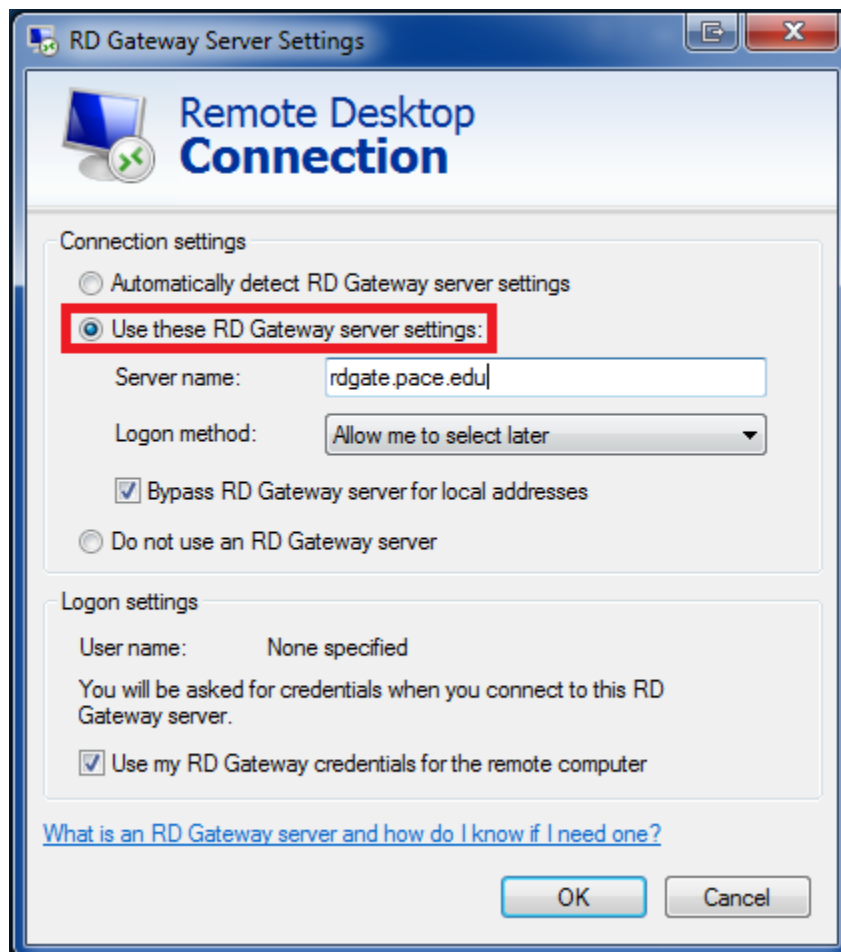 RD Gateway Server Settings
Remote Desktop
Connection
Connection settings
Automatically detect RD Gateway server settings
Use these RD Gateway server settings:
Server name: rdgate.pace.edu
Logon method: Allow me to select later
Bypass RD Gateway server for local addresses
Do not use an RD Gateway server
Logon settings
User name: None specified
You will be asked for credentials when you connect to this RD
Gateway server.
Use my RD Gateway credentials for the remote computer
What is an RD Gateway server and how do I know if I need one?
OK Cancel